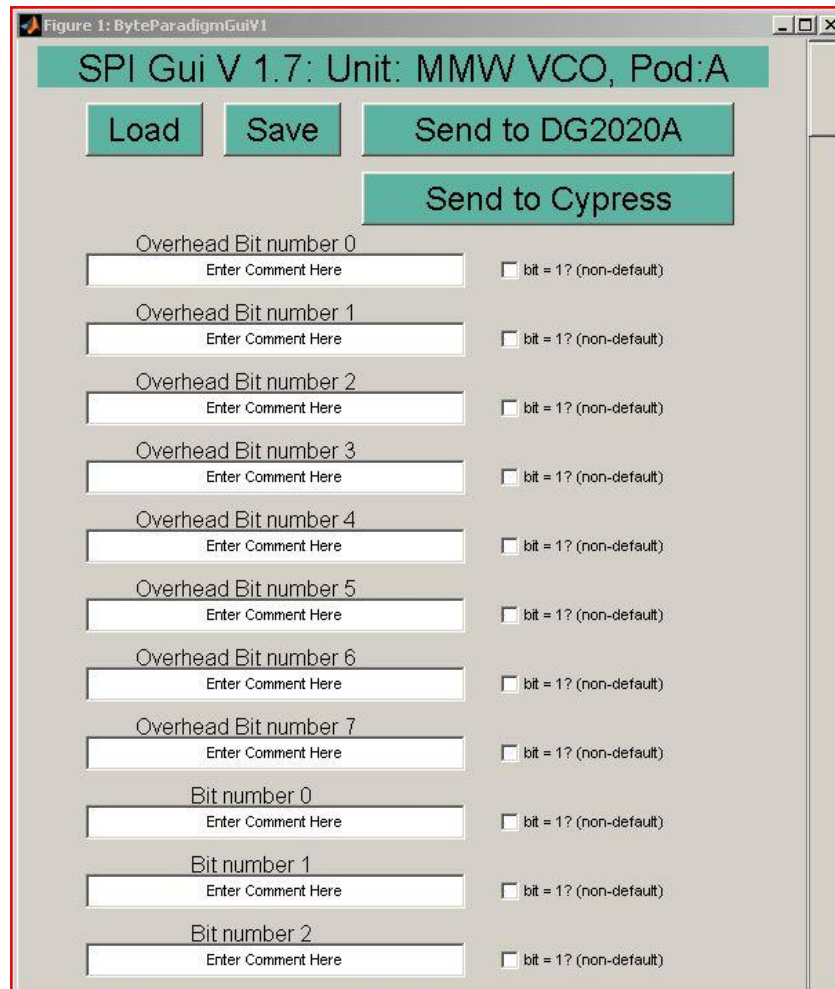 Figure 1: ByteParadigmGuiV1
SPI Gui V 1.7: Unit: MMW VCO, Pod:A
Load Save Send to DG2020A
Send to Cypress
Overhead Bit number 0
Enter Comment Here bit = 1? (non-default)
Overhead Bit number 1
Enter Comment Here bit = 1? (non-default)
Overhead Bit number 2
Enter Comment Here bit = 1? (non-default)
Overhead Bit number 3
Enter Comment Here bit = 1? (non-default)
Overhead Bit number 4
Enter Comment Here bit = 1? (non-default)
Overhead Bit number 5
Enter Comment Here bit = 1? (non-default)
Overhead Bit number 6
Enter Comment Here bit = 1? (non-default)
Overhead Bit number 7
Enter Comment Here bit = 1? (non-default)
Bit number 0
Enter Comment Here bit = 1? (non-default)
Bit number 1
Enter Comment Here bit = 1? (non-default)
Bit number 2
Enter Comment Here bit = 1? (non-default)